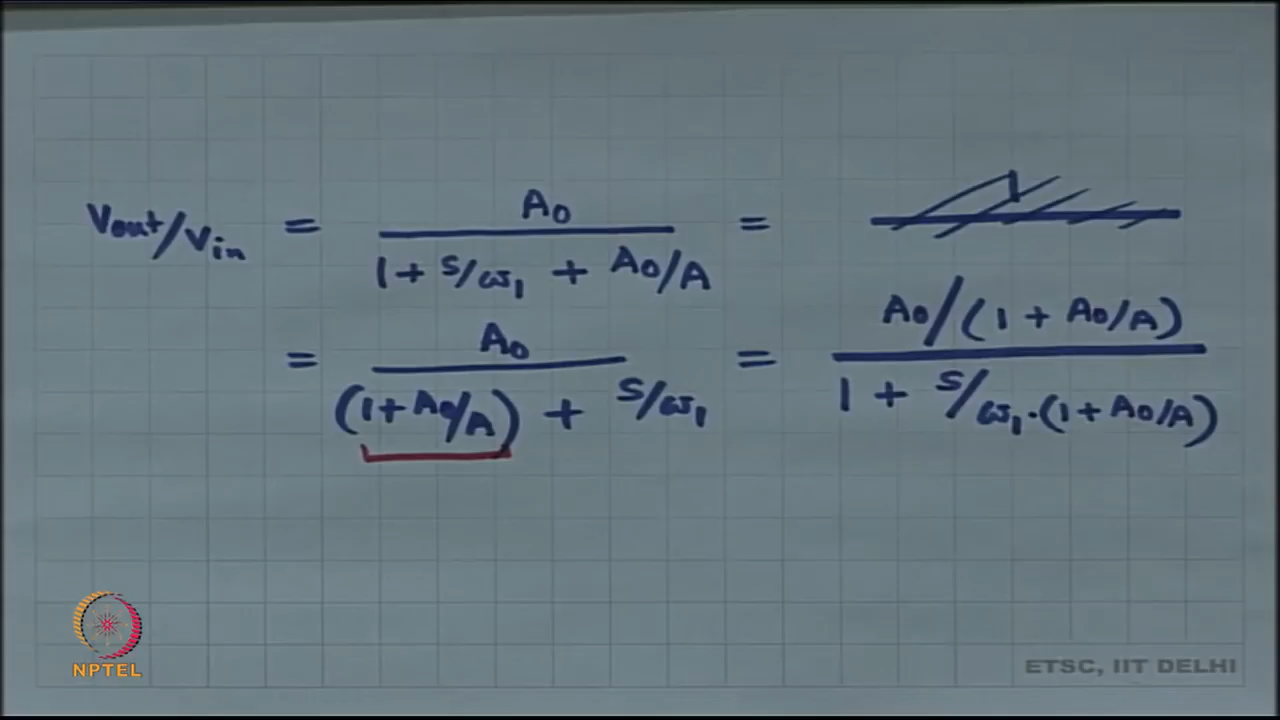 Vout/Vin = A0 / (1 + s/ω1 + A0/A) =
= A0 / ((1+A0/A) + s/ω1) = (A0/(1 + A0/A)) / (1 + s/ω1.(1+A0/A))
NPTEL
ETSC, IIT DELHI